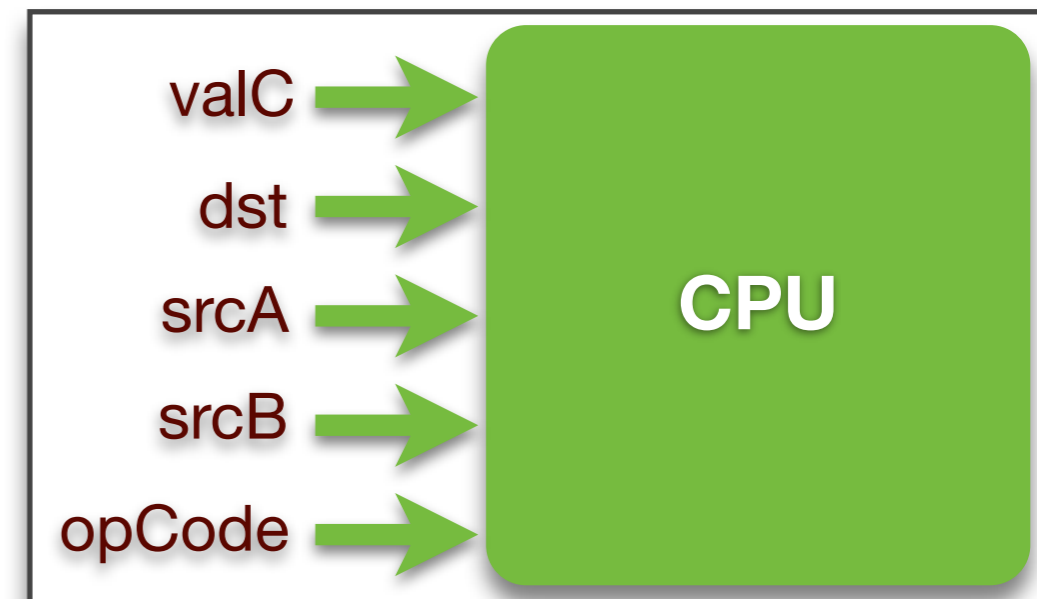 valC
dst
srcA
CPU
srcB
opCode